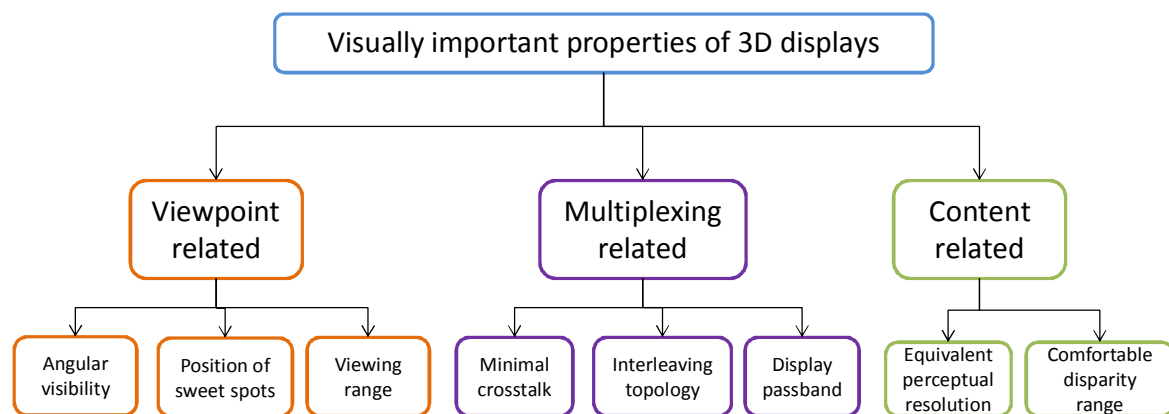 Visually important properties of 3D displays
Viewpoint
related
Multiplexing
related
Content
related
Angular
visibility
Position of
sweet spots
Viewing
range
Minimal
crosstalk
Interleaving
topology
Display
passband
Equivalent
perceptual
resolution
Comfortable
disparity
range